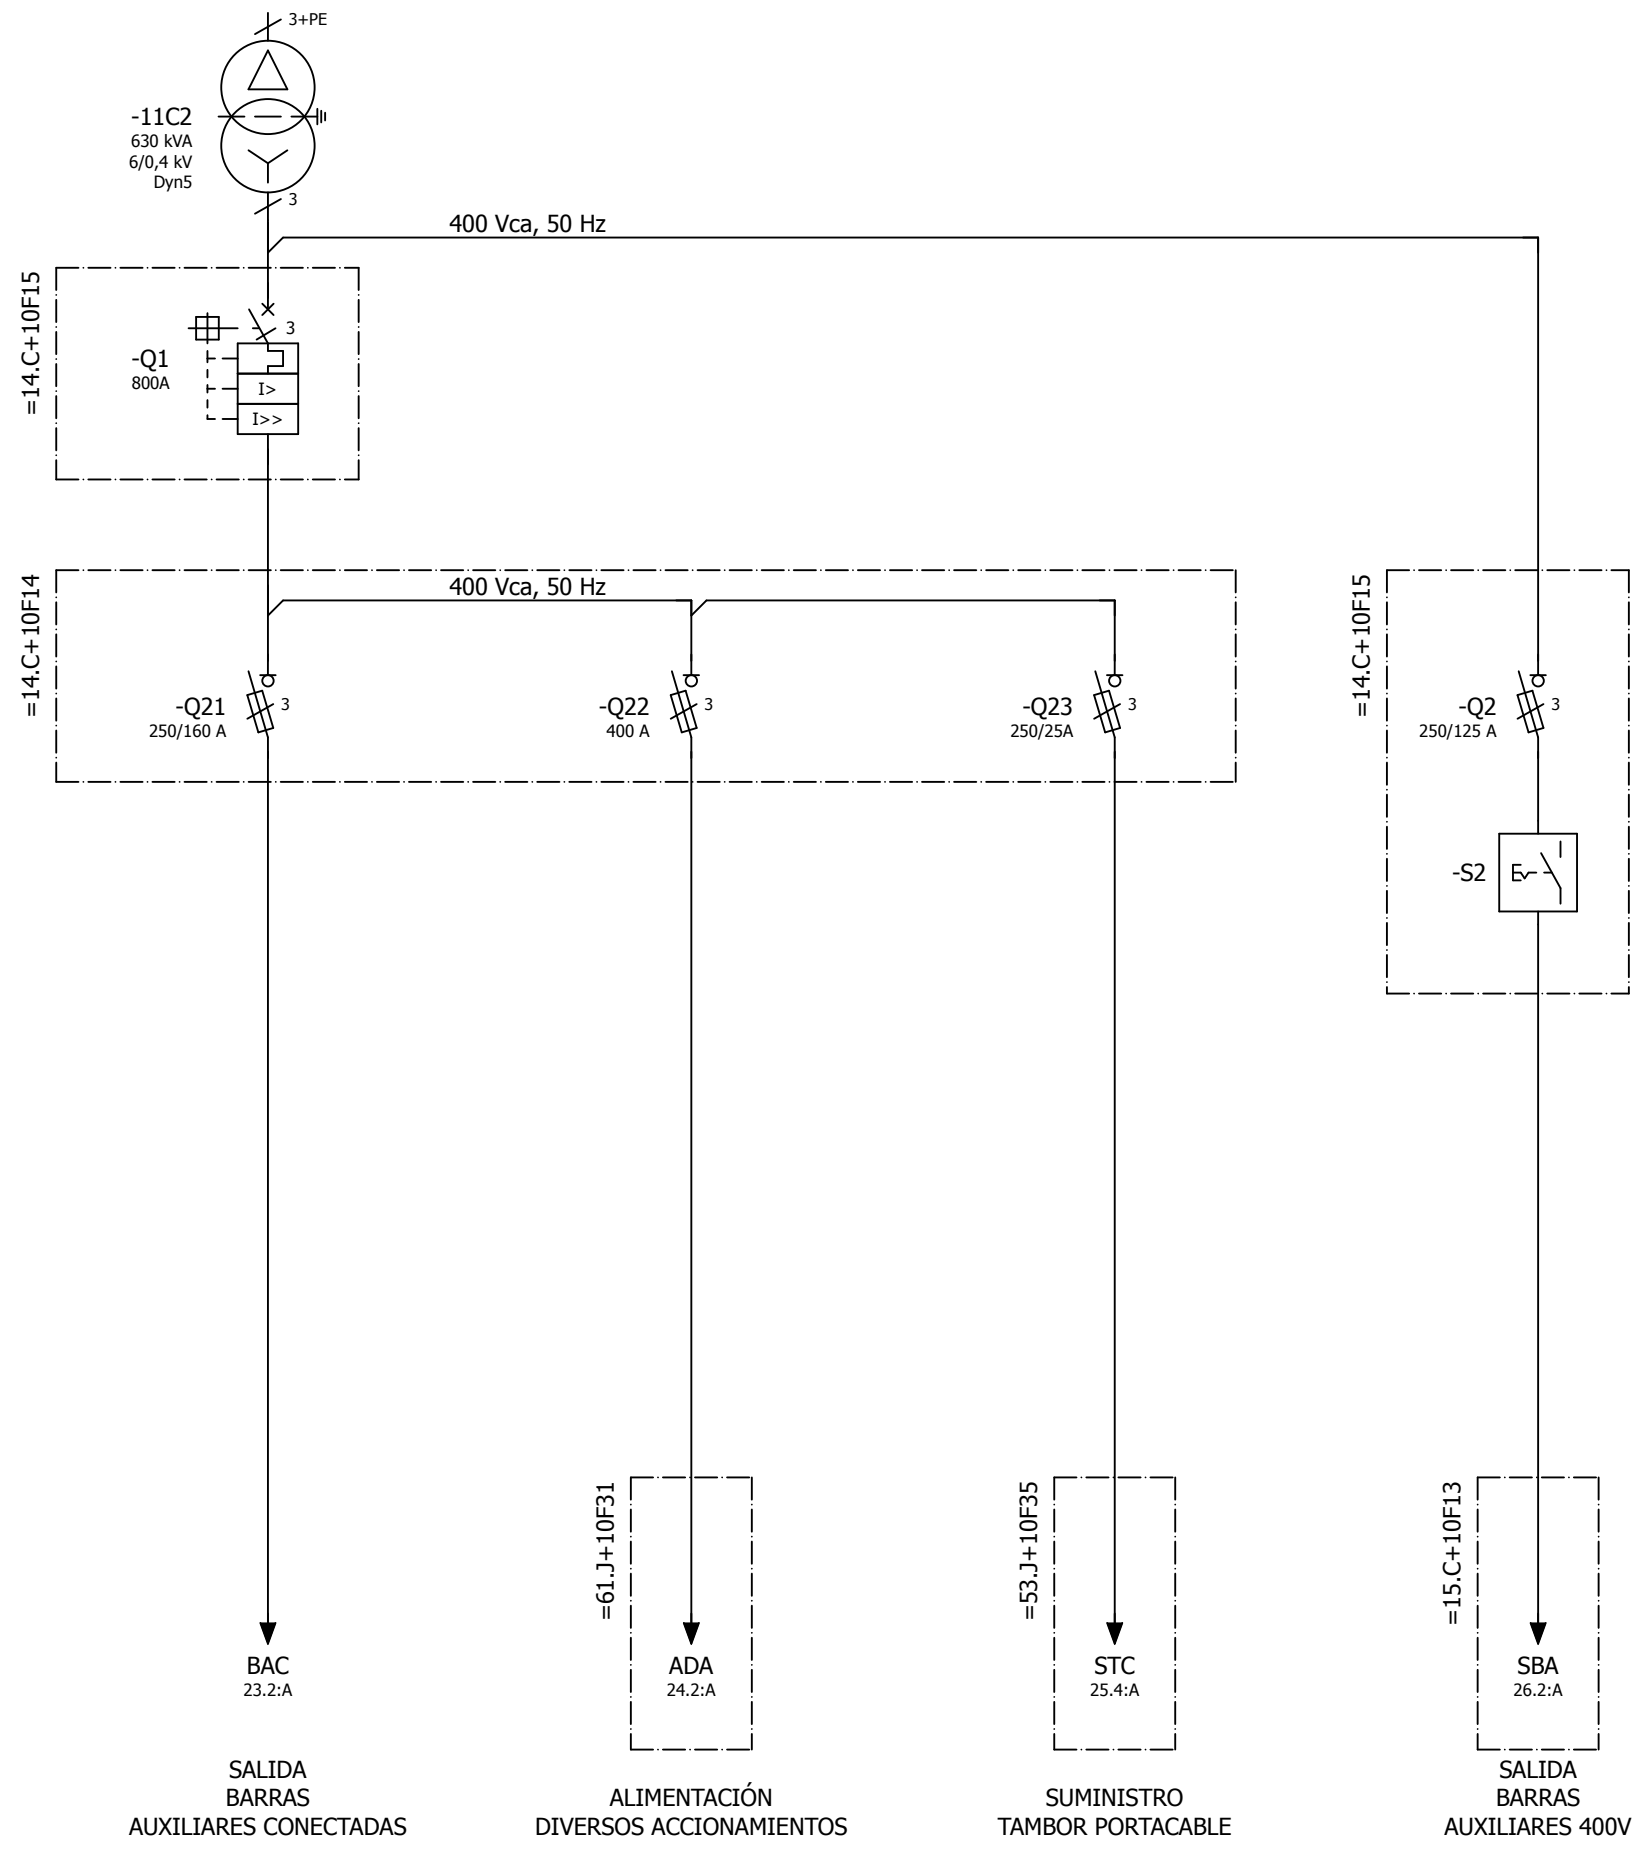 3+PE
-11C2
630 kVA
6/0,4 kV
Dyn5
3
400 Vca, 50 Hz
=14.C+10F15
3
-Q1
800A
I>
I>>
=14.C+10F14
400 Vca, 50 Hz
=14.C+10F15
-Q21
250/160 A
3
-Q22
400 A
3
-Q23
250/25A
3
-Q2
250/125 A
3
-S2
=61.J+10F31
=53.J+10F35
=15.C+10F13
BAC
23.2:A
ADA
24.2:A
STC
25.4:A
SBA
26.2:A
SALIDA
BARRAS
AUXILIARES CONECTADAS
ALIMENTACIÓN
DIVERSOS ACCIONAMIENTOS
SUMINISTRO
TAMBOR PORTACABLE
SALIDA
BARRAS
AUXILIARES 400V